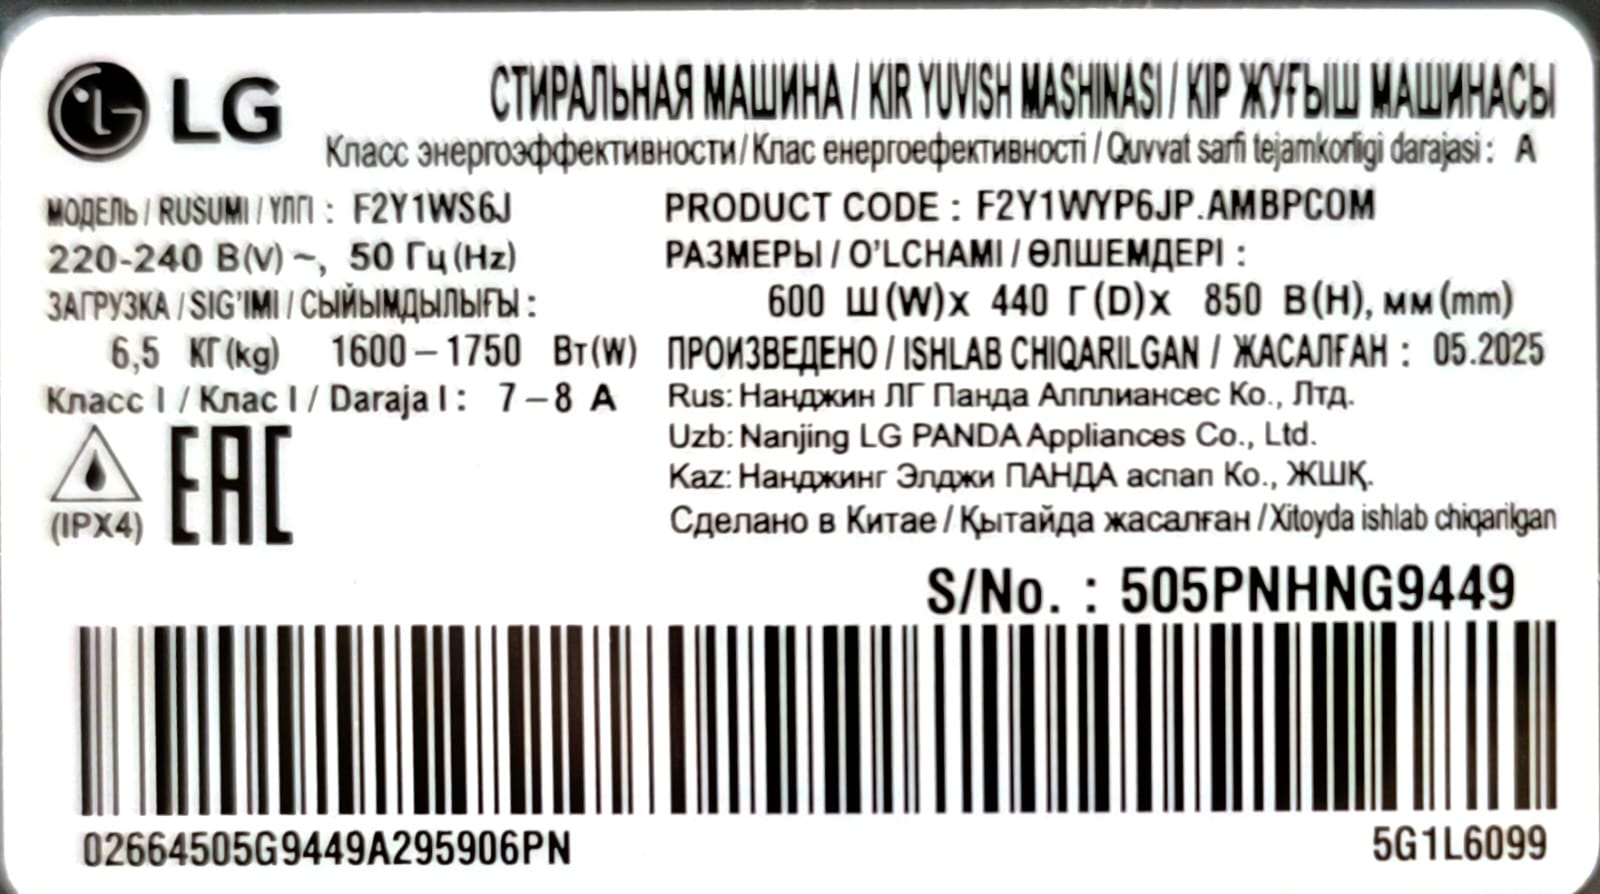 LG
СТИРАЛЬНАЯ МАШИНА / KIR YUVISH MASHINASI / КІР ЖУҒЫШ МАШИНАСЫ
Класс энергоэффективности / Клас енергоефективності / Quvvat sarfi tejamkorligi darajasi : A
МОДЕЛЬ / RUSUMI / ҮЛГІ : F2Y1WS6J
220-240 В(V) ~, 50 Гц (Hz)
ЗАГРУЗКА / SIG'IMI / СЫЙЫМДЫЛЫҒЫ :
6,5 КГ (kg) 1600 – 1750 Вт (W)
Класс I / Клас I / Daraja I : 7 – 8 A
(IPX4)
EAC
PRODUCT CODE : F2Y1WYP6JP.AMBPCOM
РАЗМЕРЫ / O'LCHAMI / ӨЛШЕМДЕРІ :
600 Ш (W) x 440 Г (D) x 850 В (H), мм (mm)
ПРОИЗВЕДЕНО / ISHLAB CHIQARILGAN / ЖАСАЛҒАН : 05.2025
Rus: Нанджин ЛГ Панда Апплиансес Ко., Лтд.
Uzb: Nanjing LG PANDA Appliances Co., Ltd.
Kaz: Нанджинг Элджи ПАНДА аспап Ко., ЖШҚ.
Сделано в Китае / Қытайда жасалған / Xitoyda ishlab chiqarilgan
S/No. : 505PNHNG9449
02664505G9449A295906PN 5G1L6099